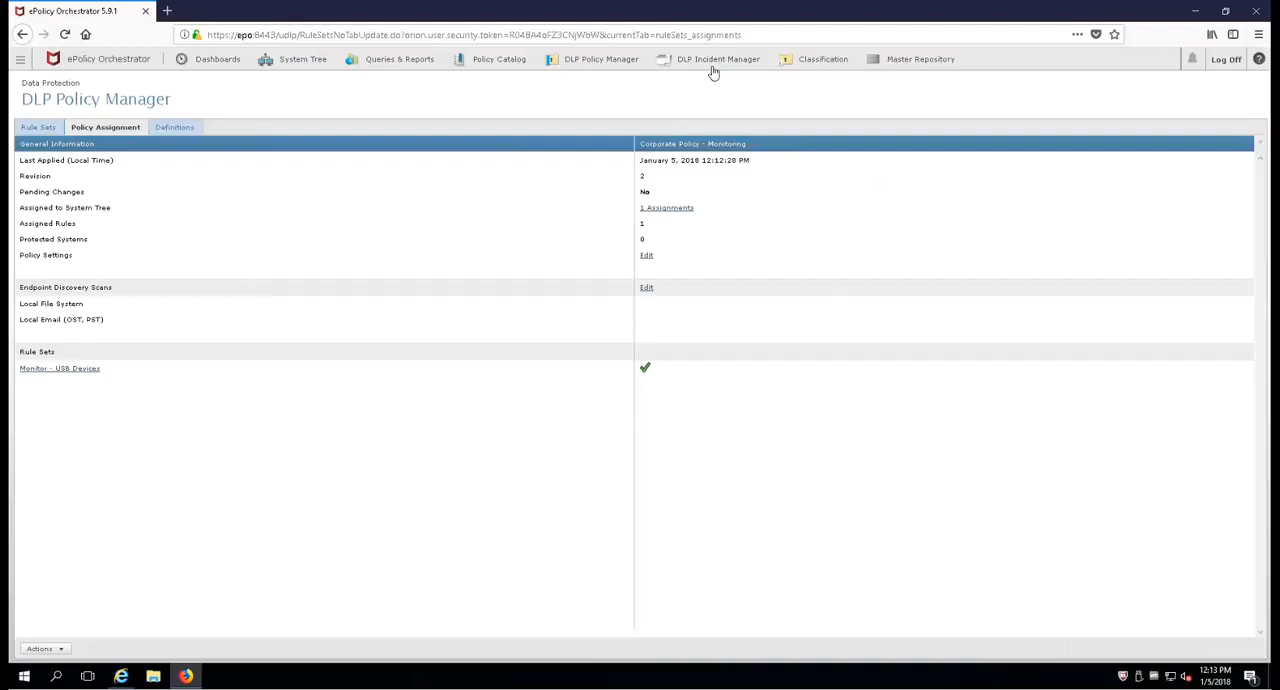 ePolicy Orchestrator 5.9.1
https://epo:8443/udlp/RuleSetsNoTabUpdate.do?orion.user.security.token=R048A4oFZ3CNjWbW&currentTab=ruleSets_assignments
ePolicy Orchestrator Dashboards System Tree Queries & Reports Policy Catalog DLP Policy Manager DLP Incident Manager Classification Master Repository Log Off ?
Data Protection
DLP Policy Manager
Rule Sets Policy Assignment Definitions
General Information Corporate Policy - Monitoring
Last Applied (Local Time) January 5, 2018 12:12:28 PM
Revision 2
Pending Changes No
Assigned to System Tree 1 Assignments
Assigned Rules 1
Protected Systems 0
Policy Settings Edit
Endpoint Discovery Scans Edit
Local File System
Local Email (OST, PST)
Rule Sets
Monitor - USB Devices
Actions
12:13 PM
1/5/2018